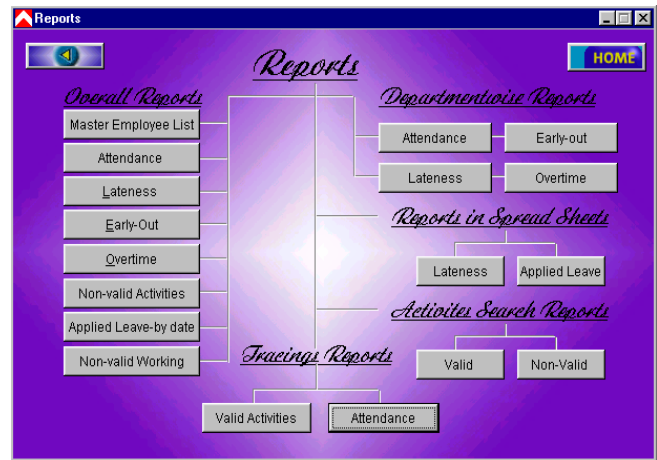 Reports
HOME
Reports
Overall Reports
Master Employee List
Attendance
Lateness
Early-Out
Overtime
Non-valid Activities
Applied Leave-by date
Non-valid Working
Departmentwise Reports
Attendance
Early-out
Lateness
Overtime
Reports in Spread Sheets
Lateness
Applied Leave
Activites Search Reports
Valid
Non-Valid
Tracings Reports
Valid Activities
Attendance